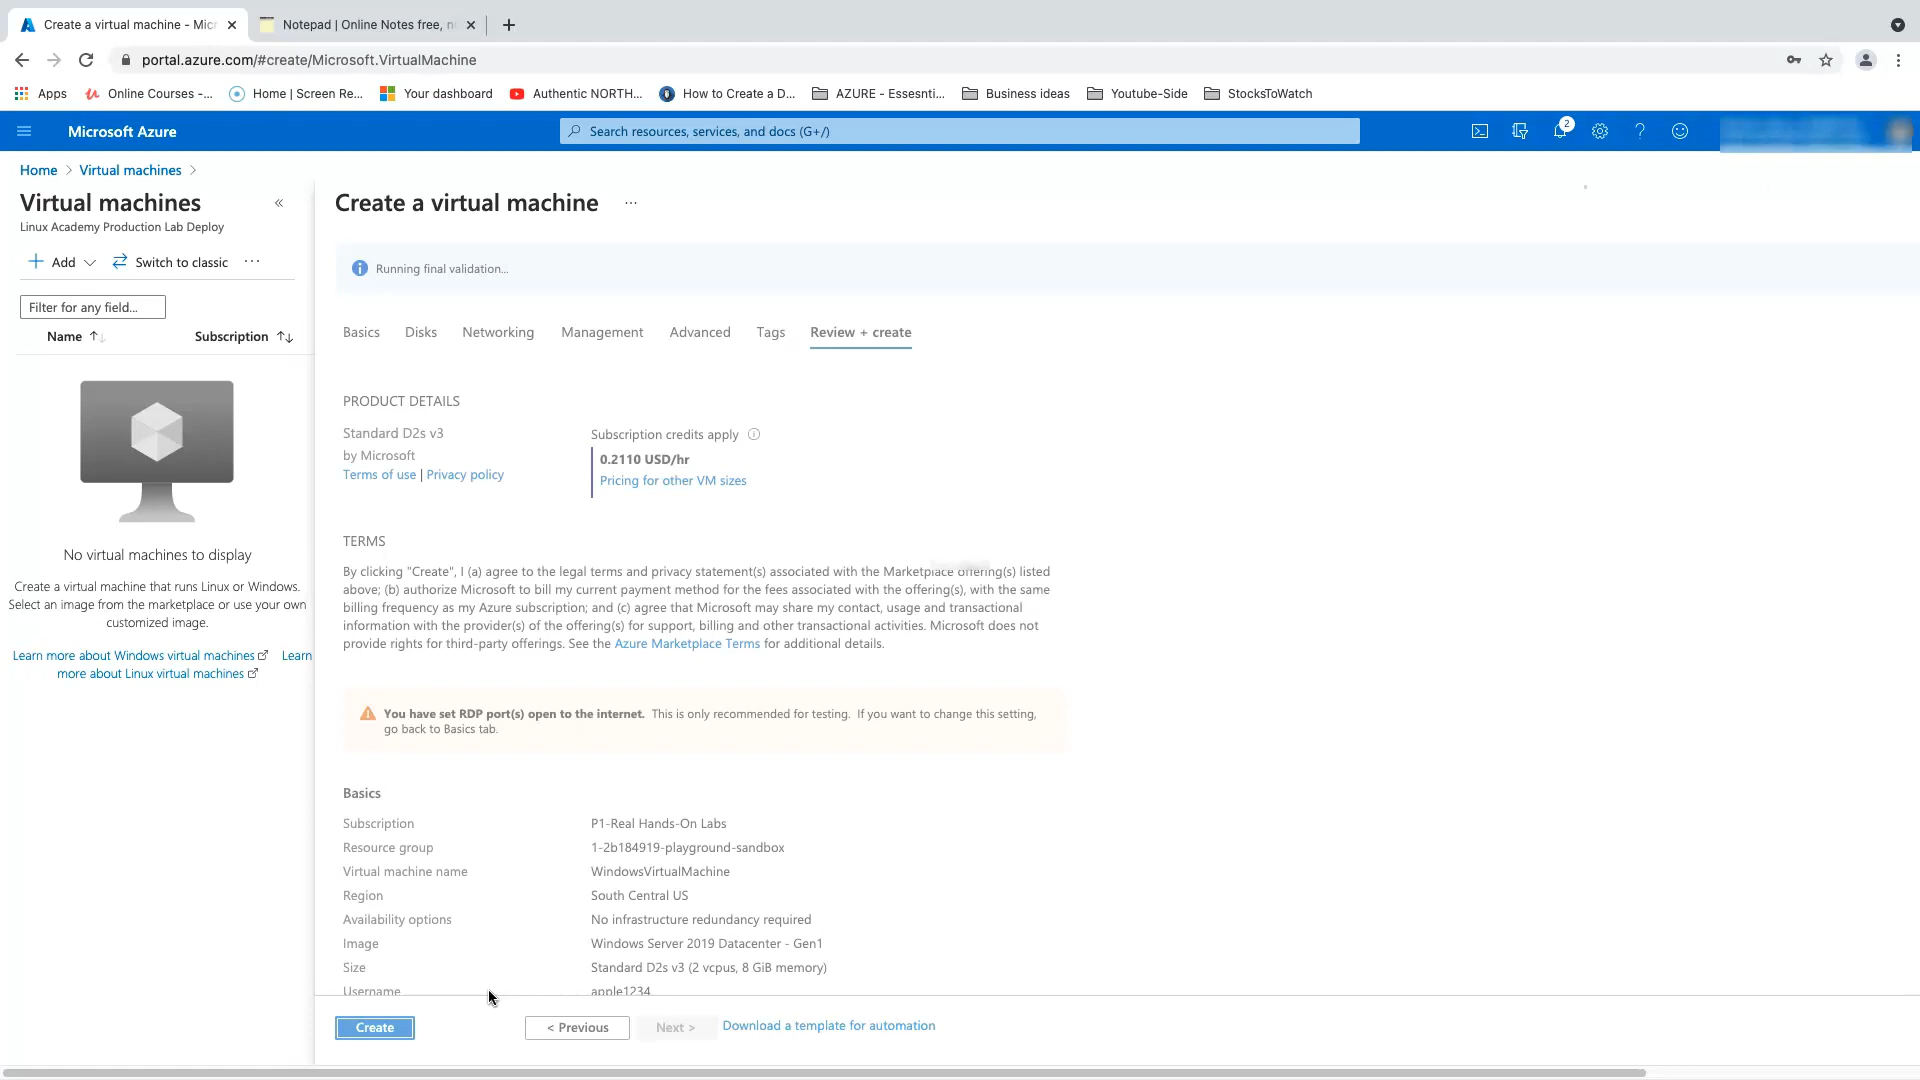 Create a virtual machine - Micr
Notepad | Online Notes free, n
portal.azure.com/#create/Microsoft.VirtualMachine
Apps
Online Courses -...
Home | Screen Re...
Your dashboard
Authentic NORTH...
How to Create a D...
AZURE - Essesnti...
Business ideas
Youtube-Side
StocksToWatch
Microsoft Azure
Search resources, services, and docs (G+/)
2
Home > Virtual machines >
Virtual machines
Linux Academy Production Lab Deploy
Add
Switch to classic
...
Filter for any field...
Name
Subscription
No virtual machines to display
Create a virtual machine that runs Linux or Windows.
Select an image from the marketplace or use your own
customized image.
Learn more about Windows virtual machines
Learn
more about Linux virtual machines
Create a virtual machine
...
Running final validation...
Basics
Disks
Networking
Management
Advanced
Tags
Review + create
PRODUCT DETAILS
Standard D2s v3
by Microsoft
Terms of use | Privacy policy
Subscription credits apply
0.2110 USD/hr
Pricing for other VM sizes
TERMS
By clicking "Create", I (a) agree to the legal terms and privacy statement(s) associated with the Marketplace offering(s) listed
above; (b) authorize Microsoft to bill my current payment method for the fees associated with the offering(s), with the same
billing frequency as my Azure subscription; and (c) agree that Microsoft may share my contact, usage and transactional
information with the provider(s) of the offering(s) for support, billing and other transactional activities. Microsoft does not
provide rights for third-party offerings. See the Azure Marketplace Terms for additional details.
You have set RDP port(s) open to the internet. This is only recommended for testing. If you want to change this setting,
go back to Basics tab.
Basics
Subscription P1-Real Hands-On Labs
Resource group 1-2b184919-playground-sandbox
Virtual machine name WindowsVirtualMachine
Region South Central US
Availability options No infrastructure redundancy required
Image Windows Server 2019 Datacenter - Gen1
Size Standard D2s v3 (2 vcpus, 8 GiB memory)
Username apple1234
Create
< Previous
Next >
Download a template for automation